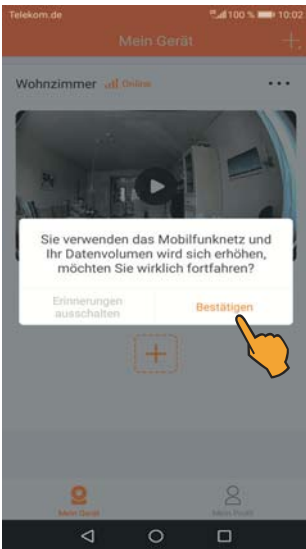 Telekom.de 100 % 10:02
Mein Gerät
Wohnzimmer Online
Sie verwenden das Mobilfunknetz und
Ihr Datenvolumen wird sich erhöhen,
möchten Sie wirklich fortfahren?
Erinnerungen
ausschalten
Bestätigen
Mein Gerät Mein Profil